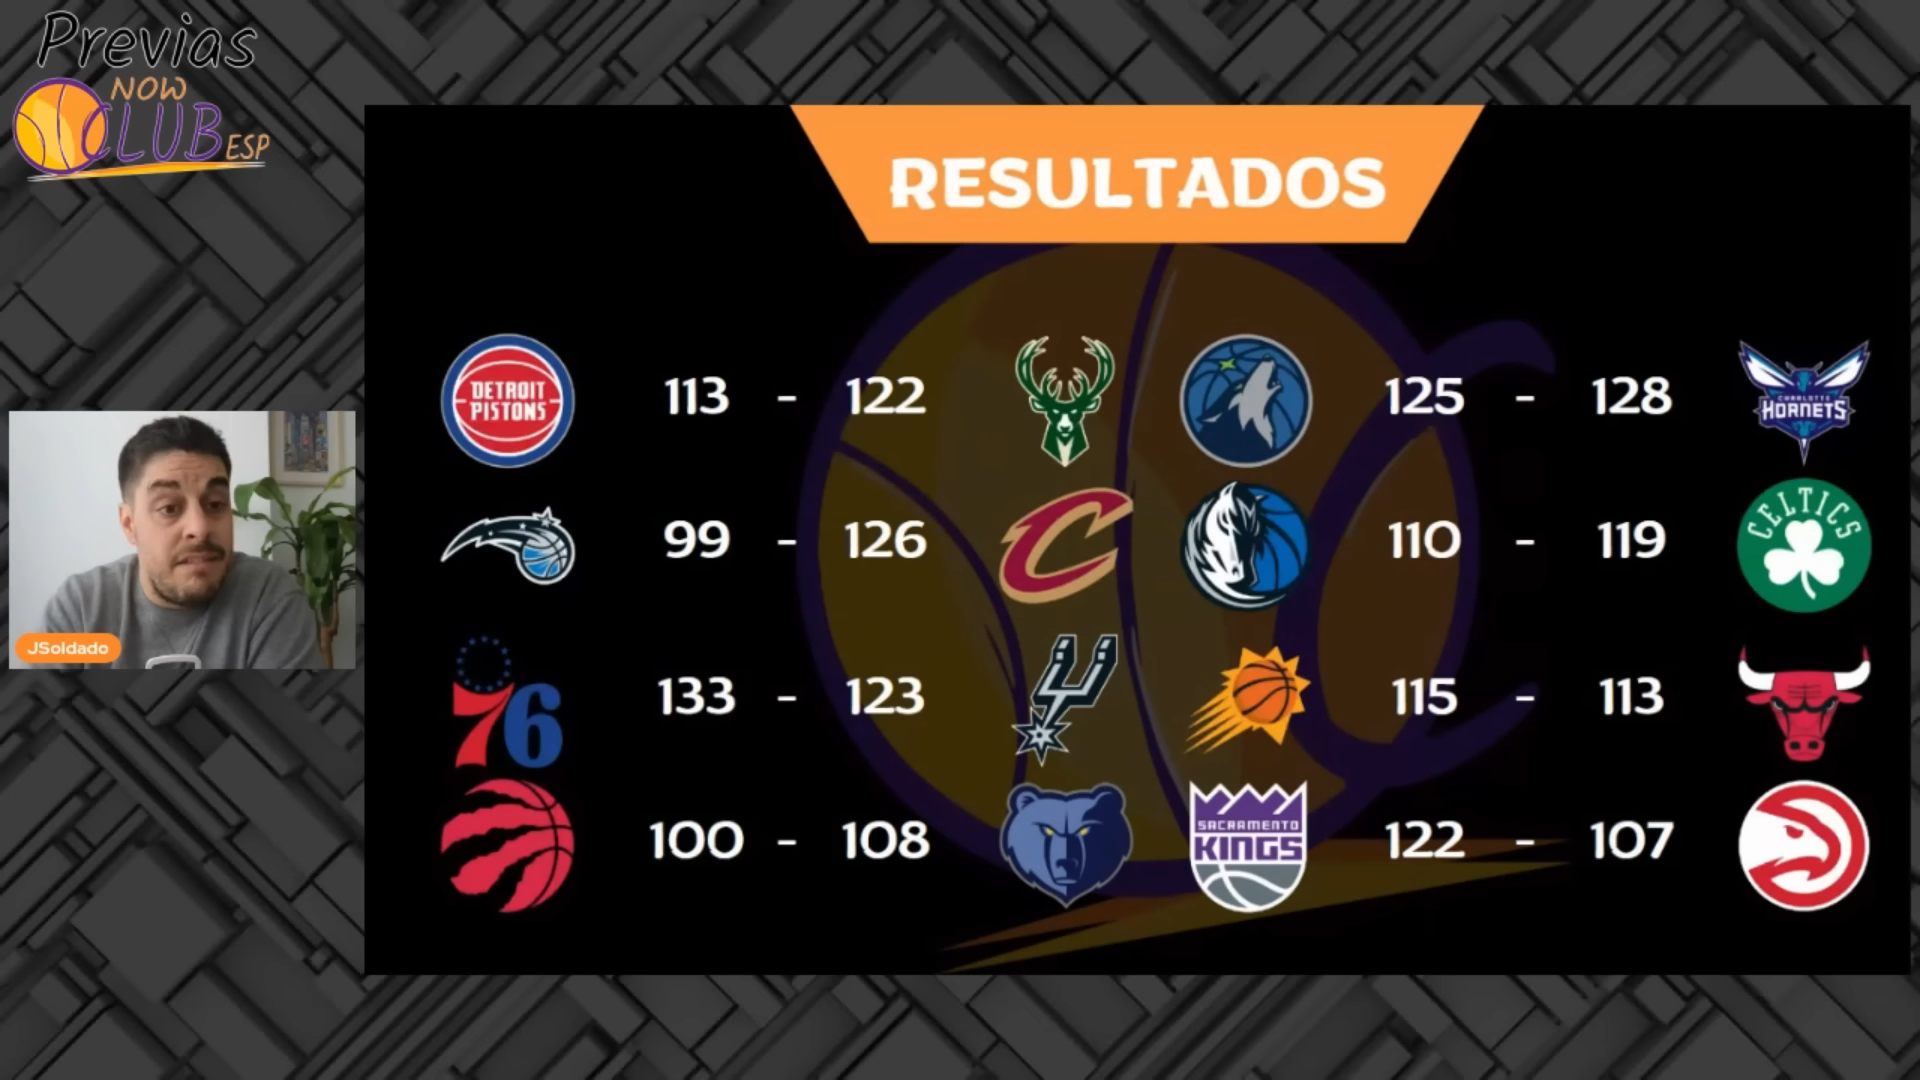 Previas
NOW
CLUB ESP
RESULTADOS
DETROIT
PISTONS
113 - 122
125 - 128
CHARLOTTE
HORNETS
99 - 126
110 - 119
CELTICS
JSoldado
76
133 - 123
115 - 113
100 - 108
SACRAMENTO
KINGS
122 - 107